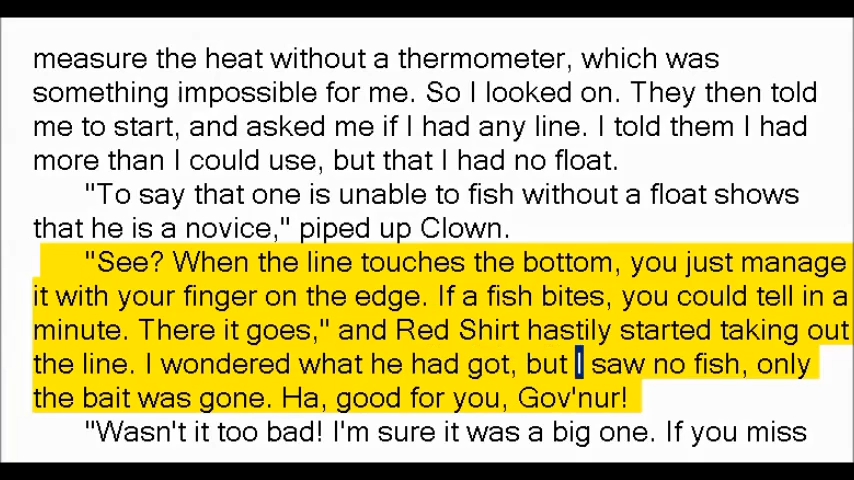 measure the heat without a thermometer, which was
something impossible for me. So I looked on. They then told
me to start, and asked me if I had any line. I told them I had
more than I could use, but that I had no float.
"To say that one is unable to fish without a float shows
that he is a novice," piped up Clown.
"See? When the line touches the bottom, you just manage
it with your finger on the edge. If a fish bites, you could tell in a
minute. There it goes," and Red Shirt hastily started taking out
the line. I wondered what he had got, but I saw no fish, only
the bait was gone. Ha, good for you, Gov'nur!
"Wasn't it too bad! I'm sure it was a big one. If you miss